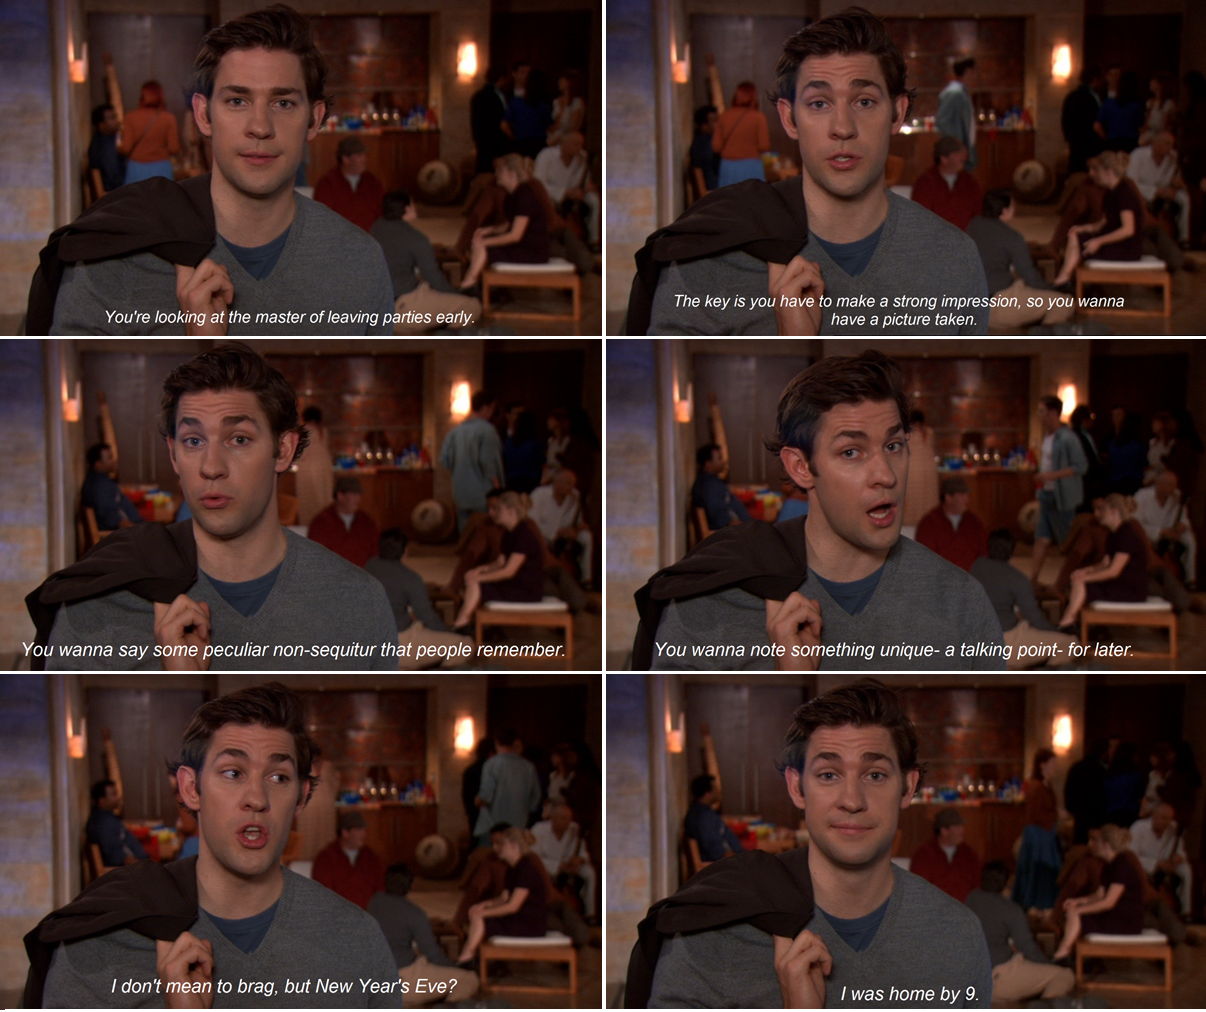 You're looking at the master of leaving parties early.
The key is you have to make a strong impression, so you wanna
have a picture taken.
You wanna say some peculiar non-sequitur that people remember.
You wanna note something unique- a talking point- for later.
I don't mean to brag, but New Year's Eve?
I was home by 9.